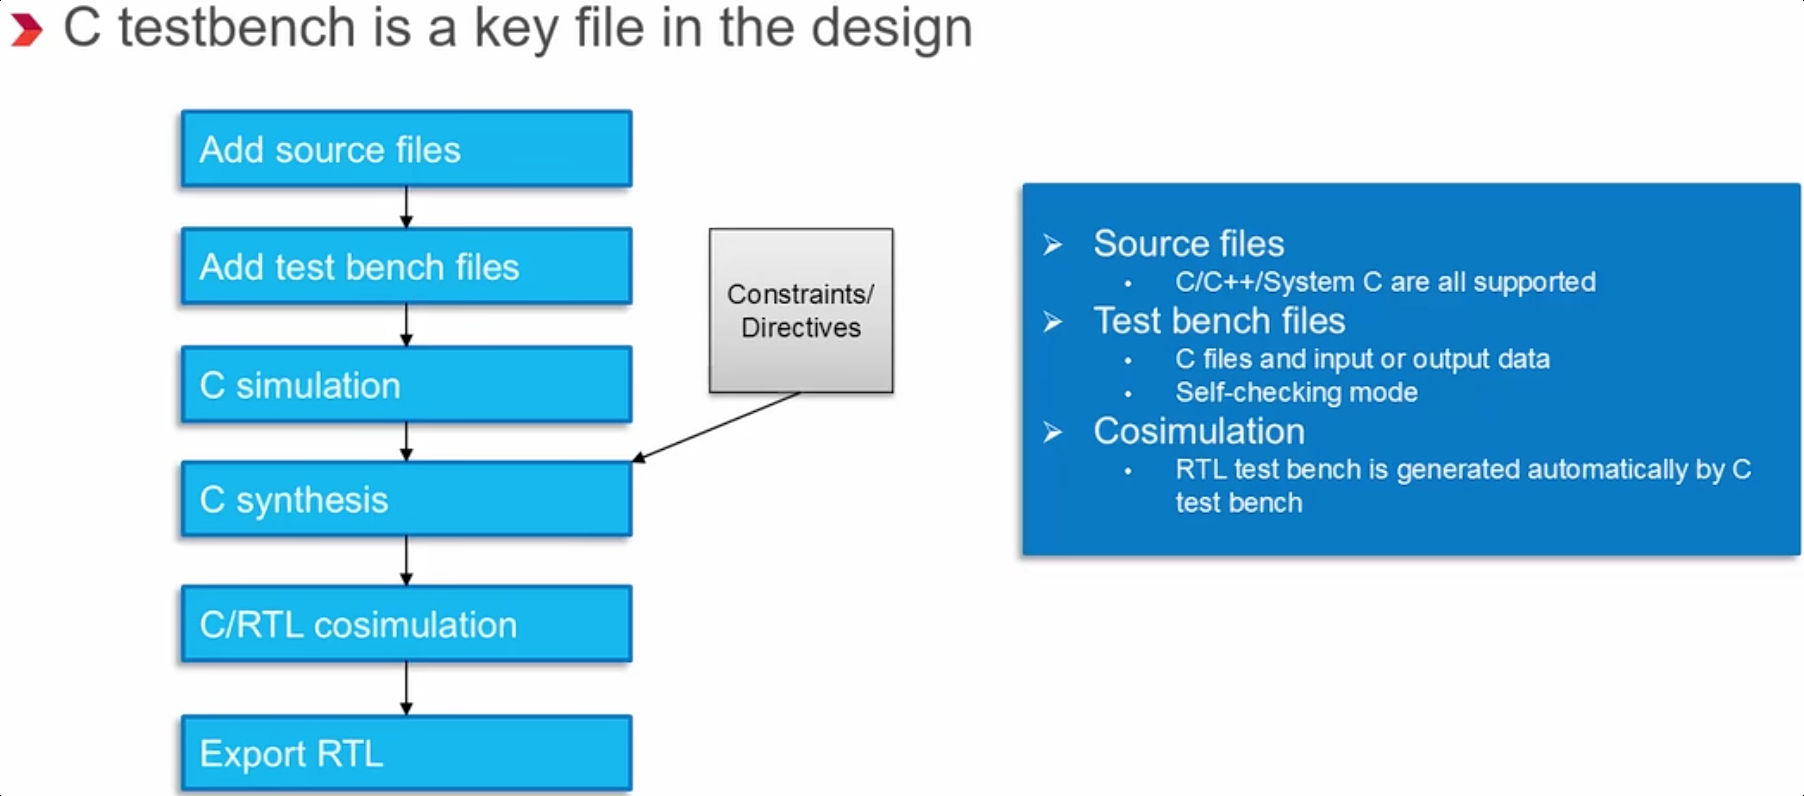 C testbench is a key file in the design
Add source files
Add test bench files
C simulation
C synthesis
C/RTL cosimulation
Export RTL
Constraints/
Directives
Source files
C/C++/System C are all supported
Test bench files
C files and input or output data
Self-checking mode
Cosimulation
RTL test bench is generated automatically by C
test bench